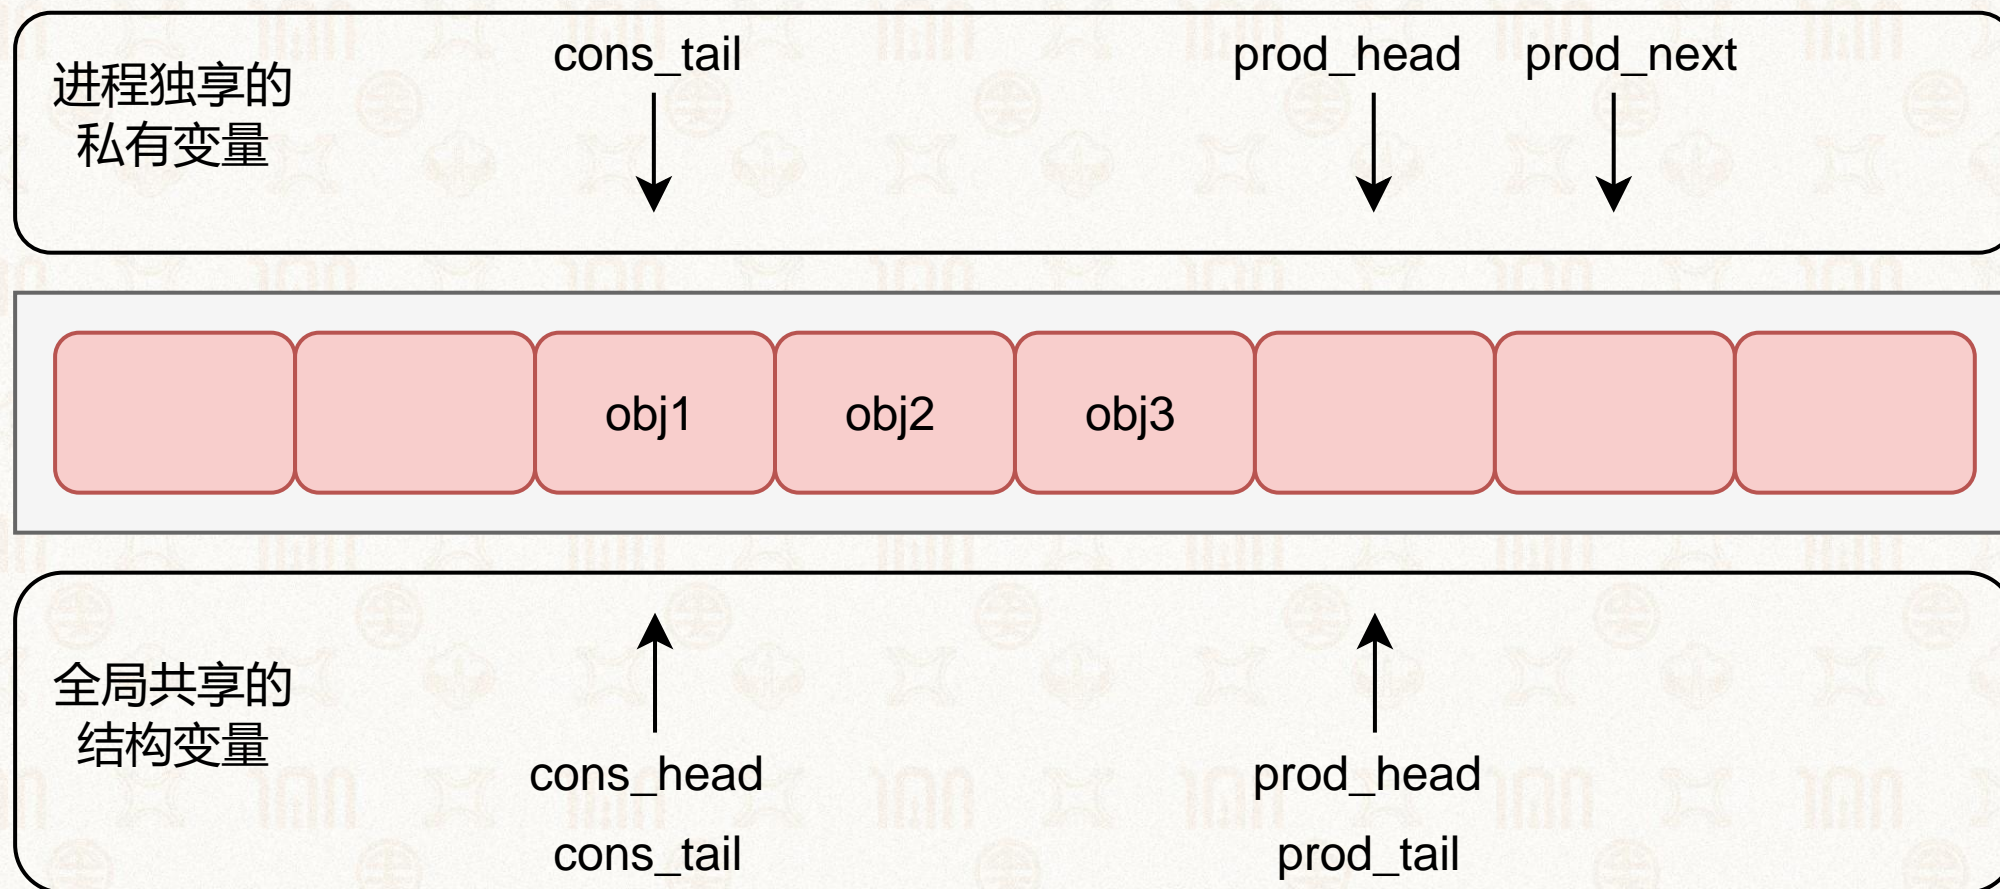 进程独享的
私有变量
cons_tail
prod_head
prod_next
obj1
obj2
obj3
全局共享的
结构变量
cons_head
cons_tail
prod_head
prod_tail